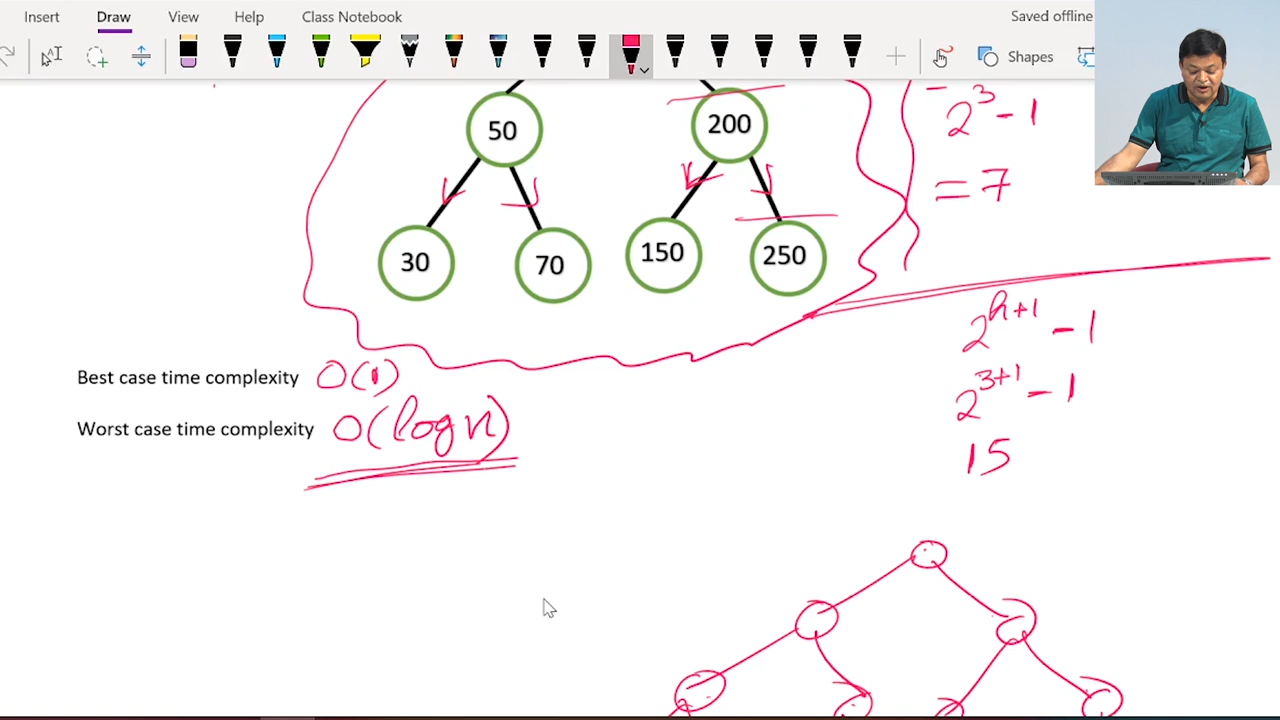 Insert Draw View Help Class Notebook Saved offline
Shapes
50
200
30
70
150
250
2^3 - 1
= 7
2^h+1 - 1
2^3+1 - 1
15
Best case time complexity O(1)
Worst case time complexity O(log n)